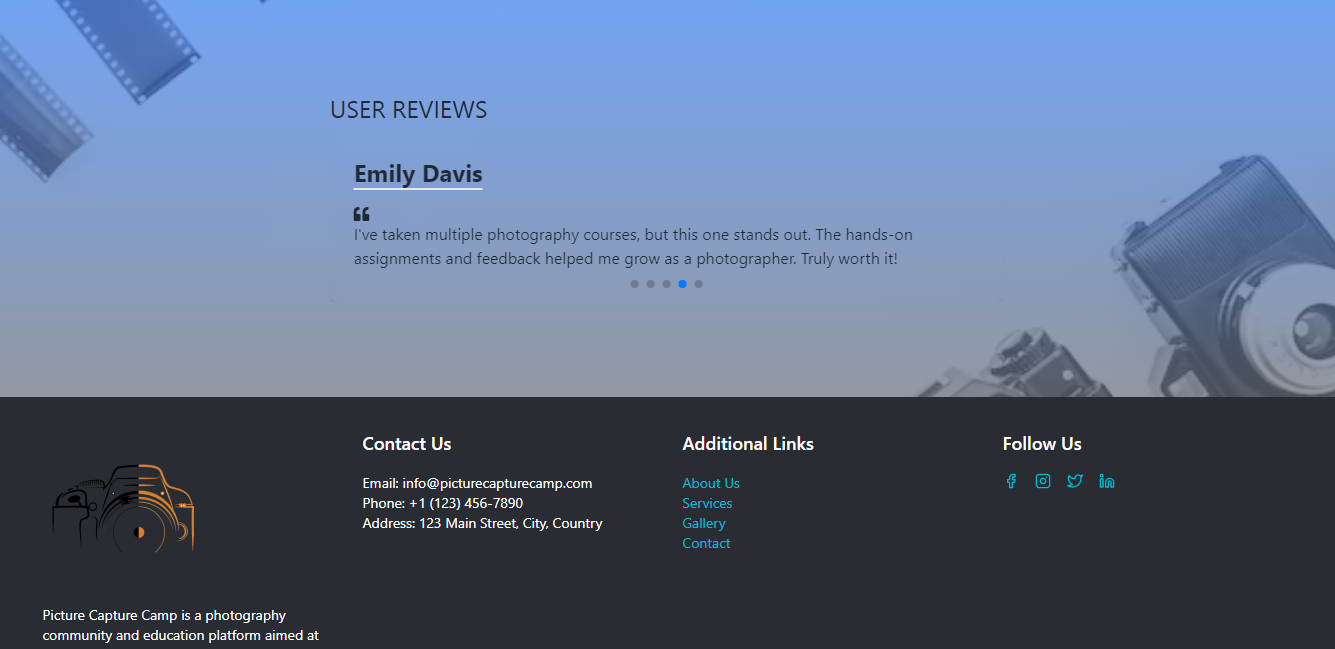 USER REVIEWS
Emily Davis
“
I've taken multiple photography courses, but this one stands out. The hands-on
assignments and feedback helped me grow as a photographer. Truly worth it!
Contact Us
Email: info@picturecapturecamp.com
Phone: +1 (123) 456-7890
Address: 123 Main Street, City, Country
Additional Links
About Us
Services
Gallery
Contact
Follow Us
Picture Capture Camp is a photography
community and education platform aimed at